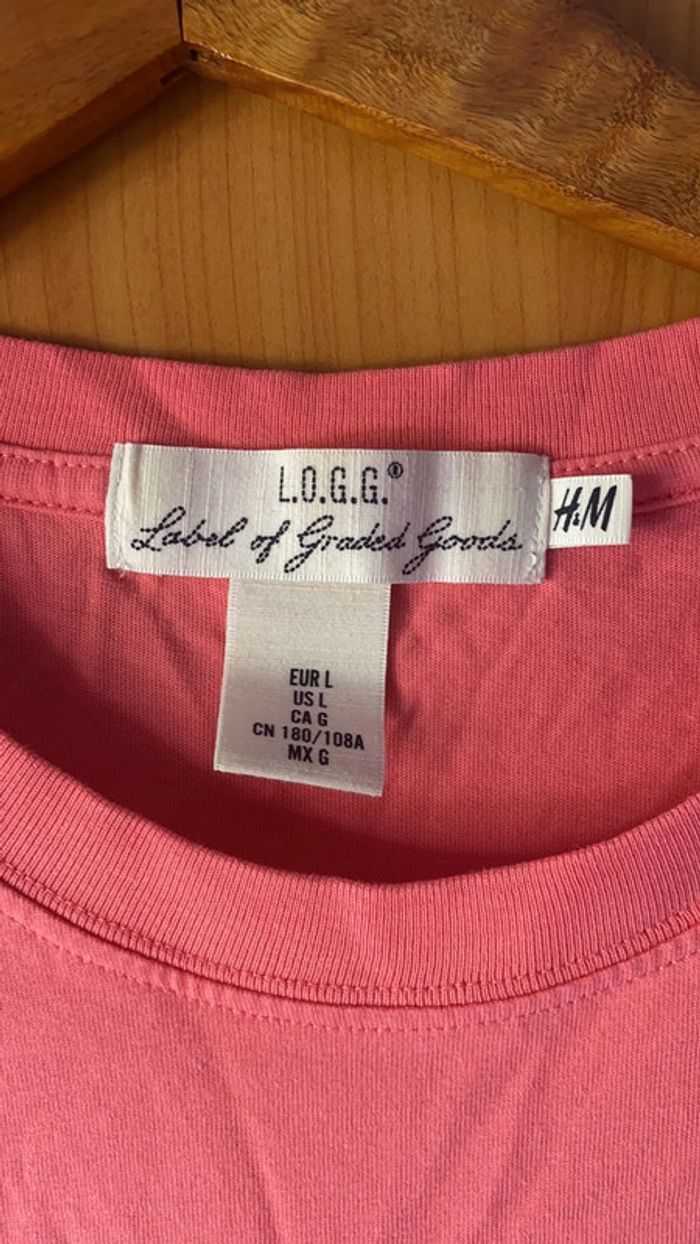 L.O.G.G.®
Label of Graded Goods
H&M
EUR L
US L
CA G
CN 180/108A
MX G